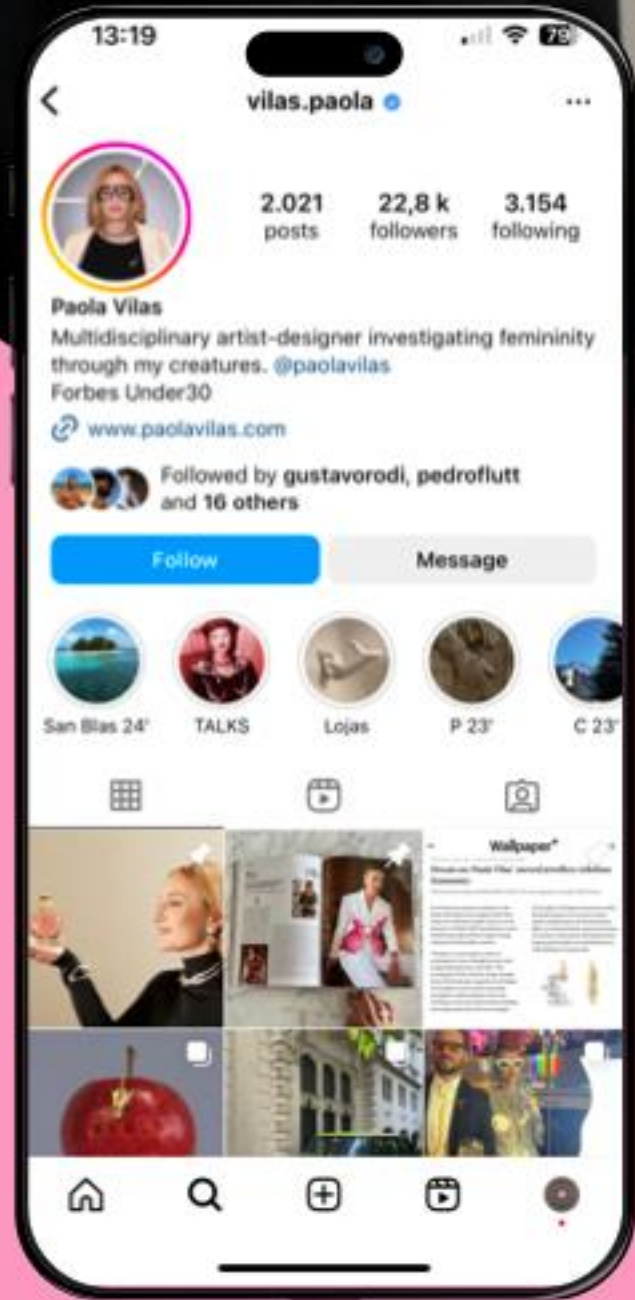 13:19
79
vilas.paola
2.021 22,8 k 3.154
posts followers following
Paola Vilas
Multidisciplinary artist-designer investigating femininity
through my creatures. @paolavilas
Forbes Under30
www.paolavilas.com
Followed by gustavorodi, pedroflutt
and 16 others
Follow Message
San Blas 24' TALKS Lojas P 23' C 23'
Wallpaper*